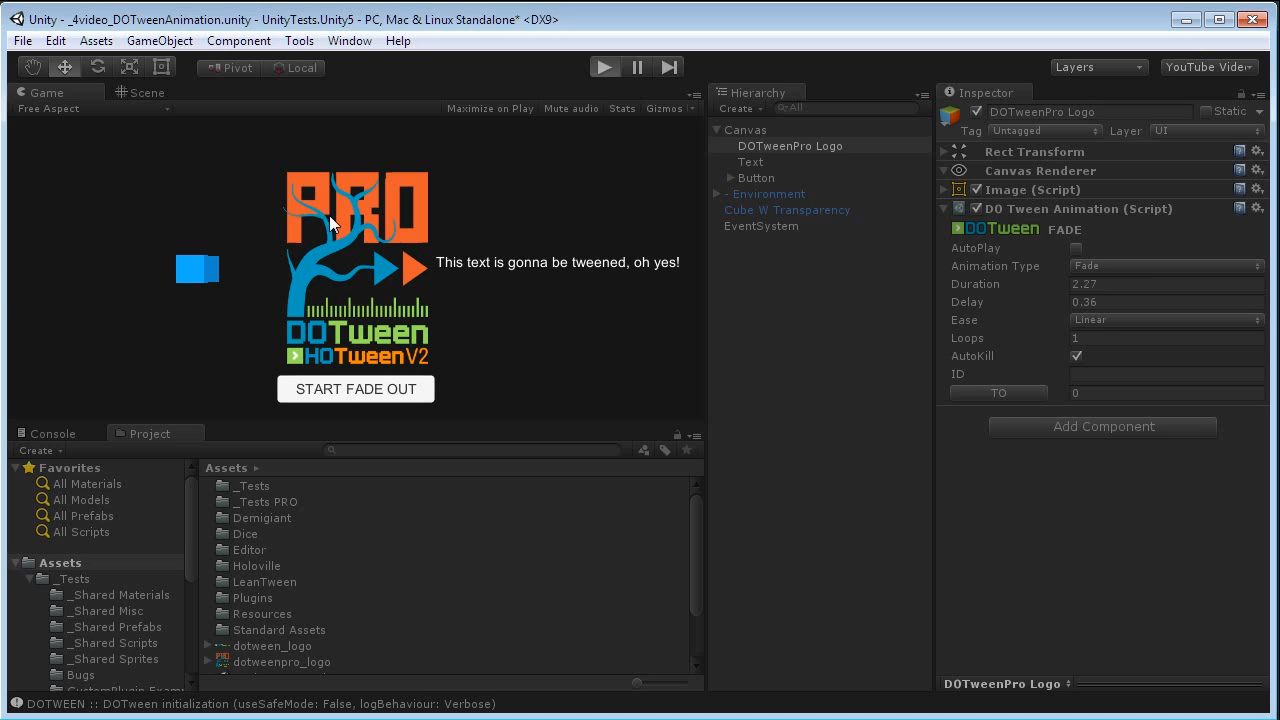 Unity - _4video_DOTweenAnimation.unity - UnityTests.Unity5 - PC, Mac & Linux Standalone* <DX9>
File Edit Assets GameObject Component Tools Window Help
Pivot Local Layers YouTube Vide
Game Scene
Free Aspect Maximize on Play Mute audio Stats Gizmos
PRO
This text is gonna be tweened, oh yes!
DOTween
HOTweenV2
START FADE OUT
Hierarchy
Create All
Canvas
DOTweenPro Logo
Text
Button
- Environment
Cube W Transparency
EventSystem
Inspector
DOTweenPro Logo Static
Tag Untagged Layer UI
Rect Transform
Canvas Renderer
Image (Script)
DO Tween Animation (Script)
DOTween FADE
AutoPlay
Animation Type Fade
Duration 2.27
Delay 0.36
Ease Linear
Loops 1
AutoKill
ID
TO 0
Add Component
DOTweenPro Logo
Console Project
Create
Favorites
All Materials
All Models
All Prefabs
All Scripts
Assets
_Tests
_Shared Materials
_Shared Misc
_Shared Prefabs
_Shared Scripts
_Shared Sprites
Bugs
Assets
_Tests
_Tests PRO
Demigiant
Dice
Editor
Holoville
LeanTween
Plugins
Resources
Standard Assets
dotween_logo
dotweenpro_logo
DOTWEEN :: DOTween initialization (useSafeMode: False, logBehaviour: Verbose)